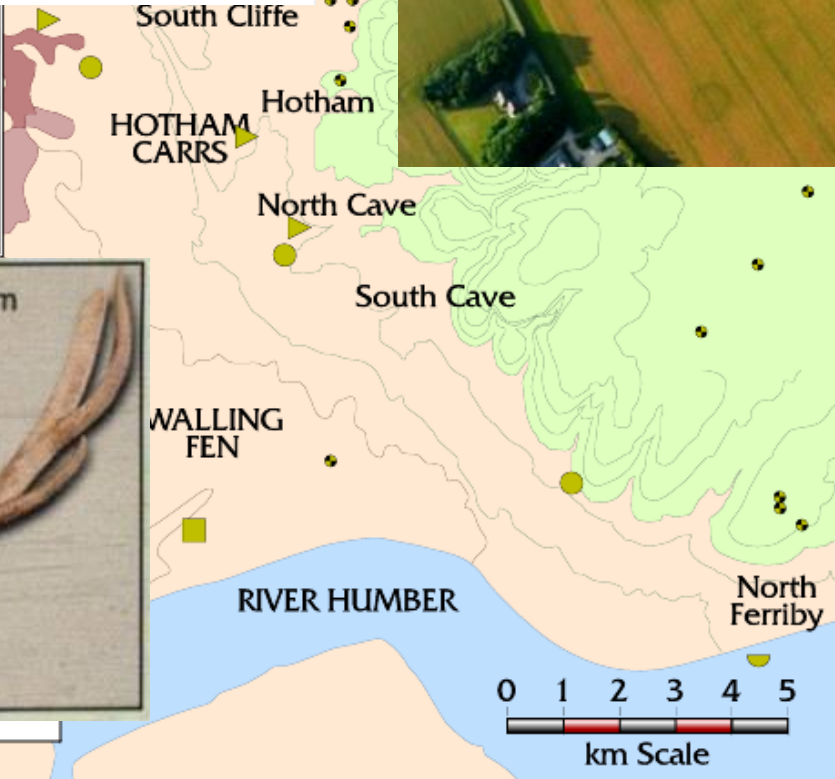 South Cliffe
Hotham
HOTHAM
CARRS
North Cave
South Cave
m
WALLING
FEN
RIVER HUMBER
North
Ferriby
0 1 2 3 4 5
km Scale